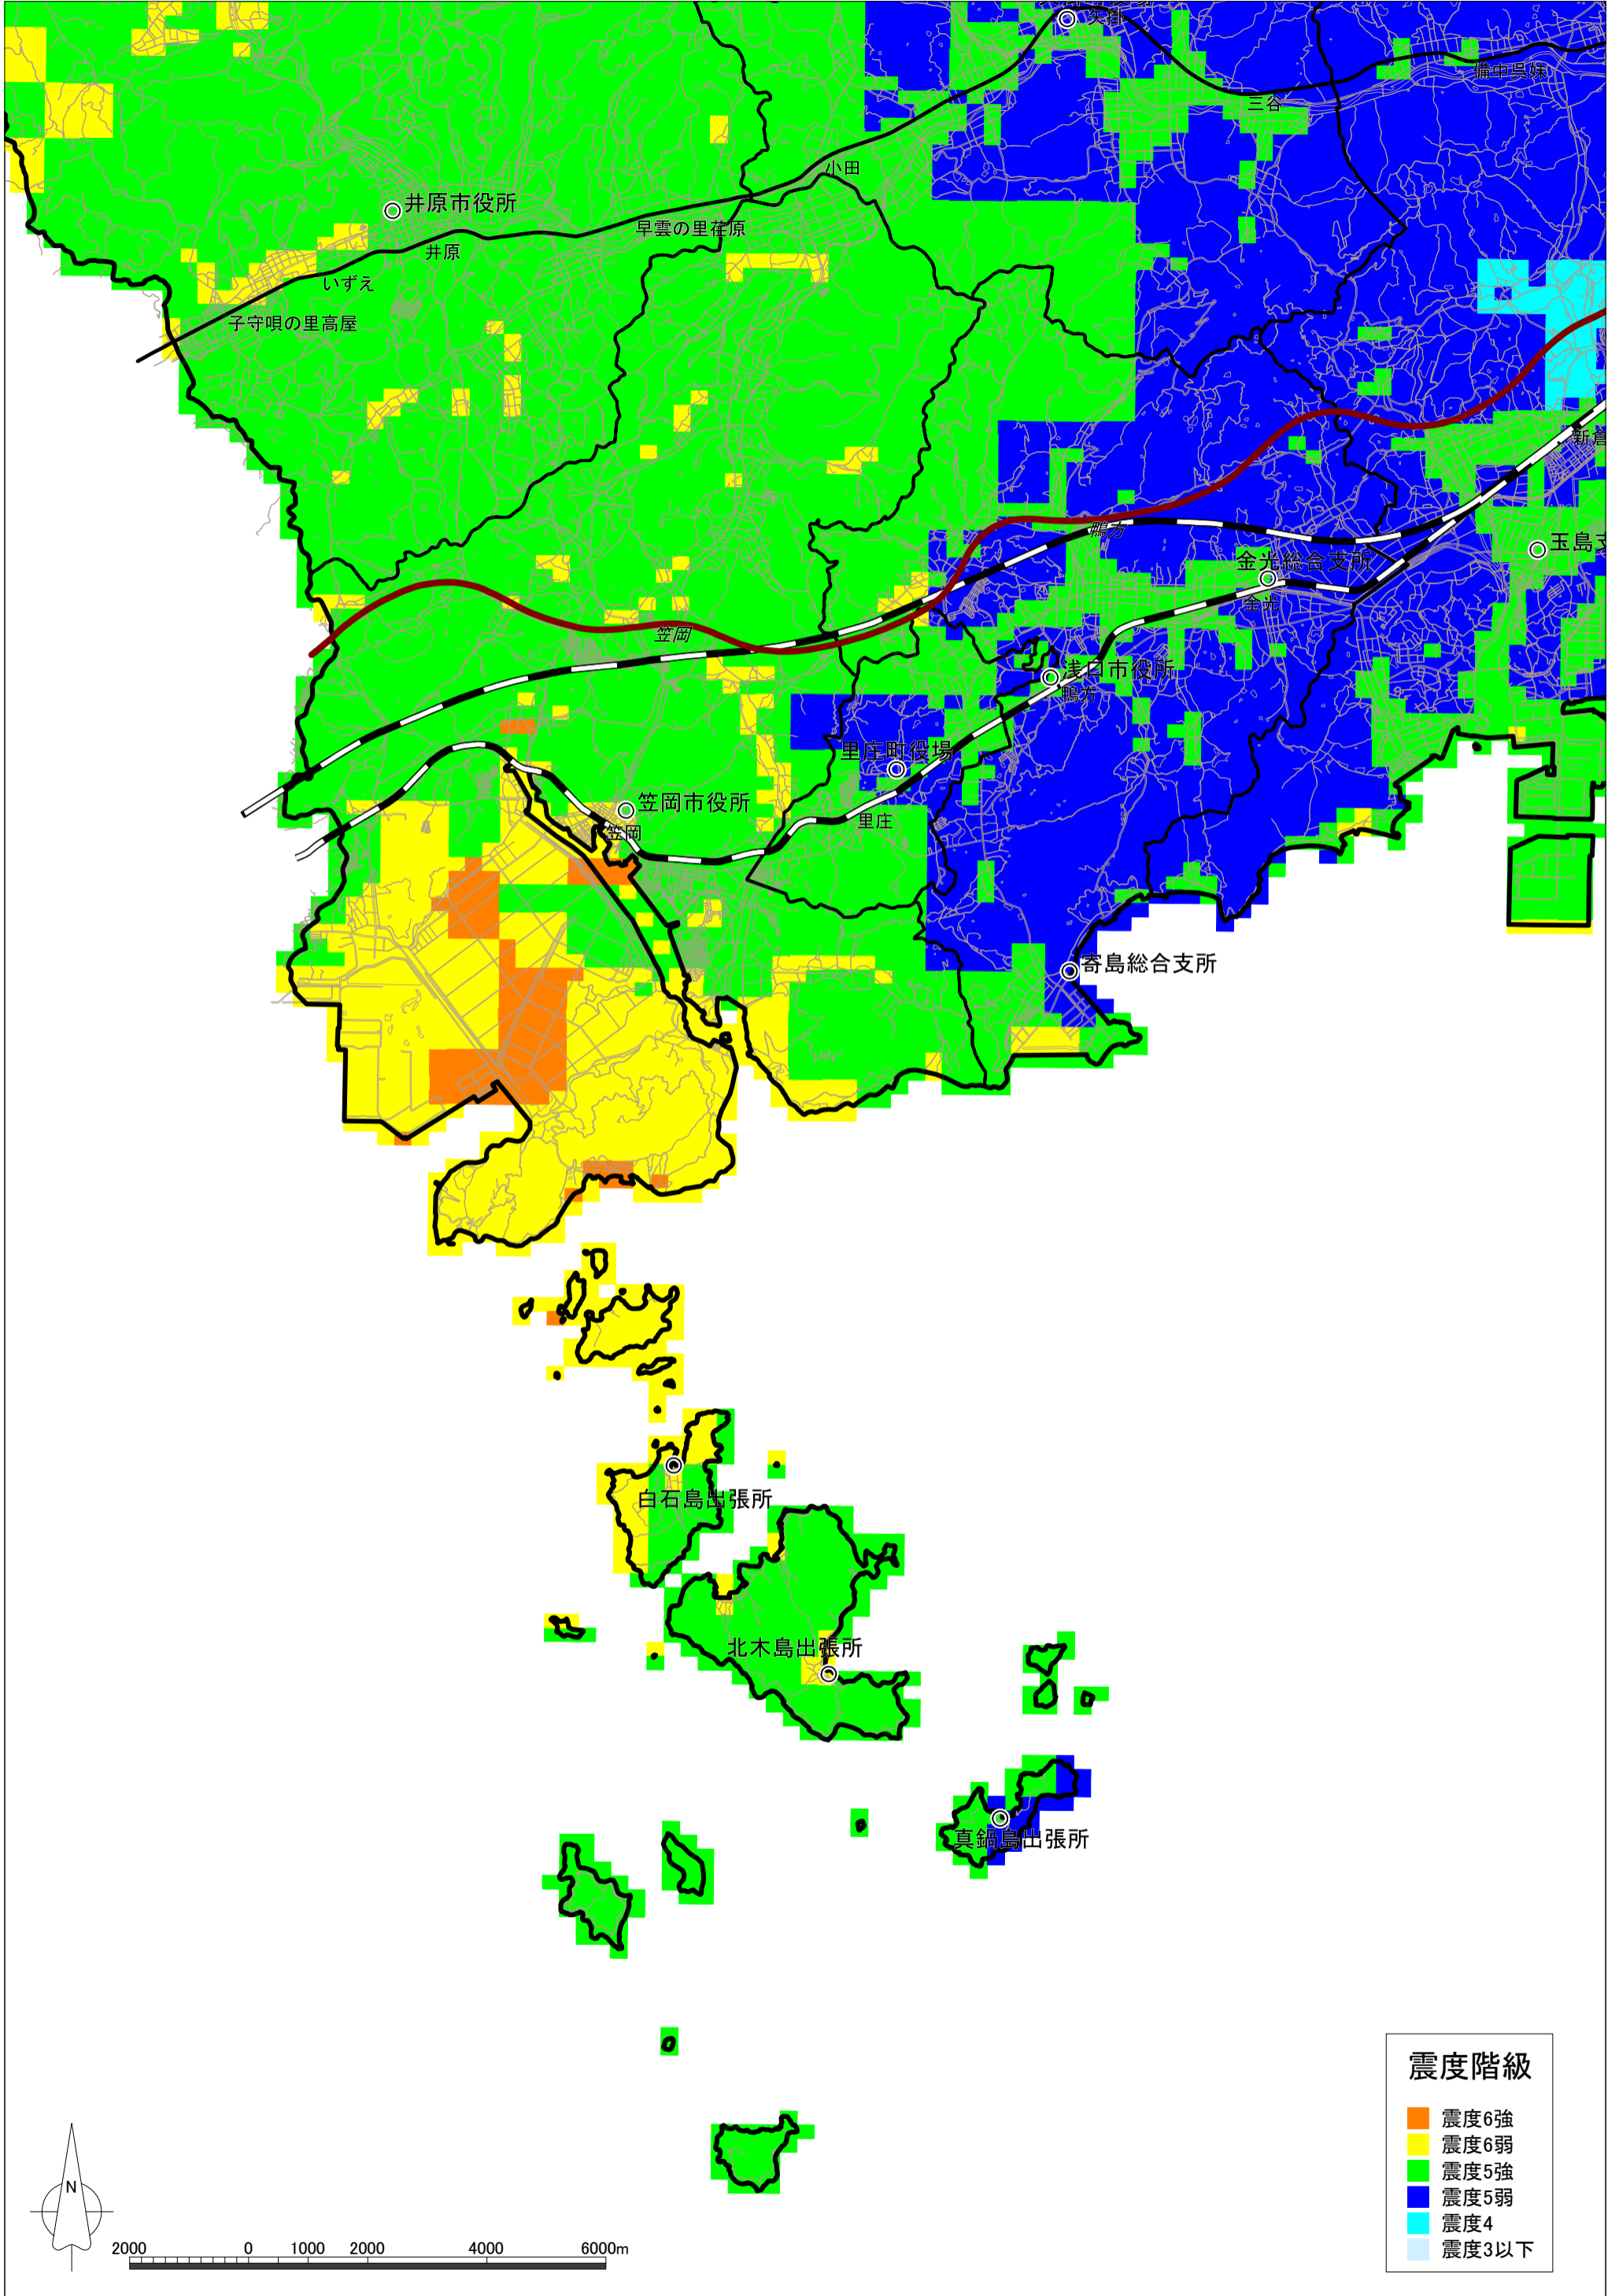 矢掛
備中呉妹
三谷
小田
井原市役所
早雲の里荏原
井原
いずえ
子守唄の里高屋
新倉
鴨方
玉島支
金光総合支所
金光
笠岡
浅口市役所
鴨方
里庄町役場
笠岡市役所
里庄
笠岡
寄島総合支所
白石島出張所
北木島出張所
真鍋島出張所
震度階級
震度6強
震度6弱
震度5強
震度5弱
震度4
震度3以下
N
2000 0 1000 2000 4000 6000m